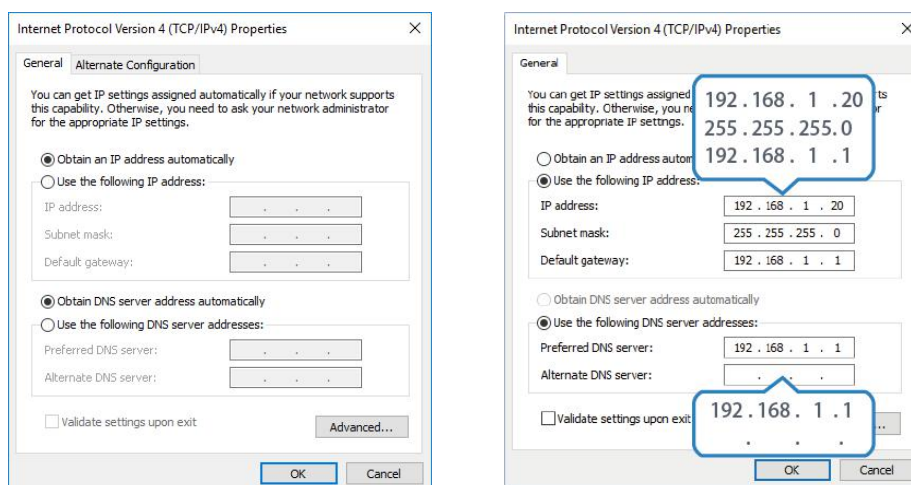 Internet Protocol Version 4 (TCP/IPv4) Properties
General
Alternate Configuration
You can get IP settings assigned automatically if your network supports
this capability. Otherwise, you need to ask your network administrator
for the appropriate IP settings.
Obtain an IP address automatically
Use the following IP address:
IP address:
. . .
Subnet mask:
. . .
Default gateway:
. . .
Obtain DNS server address automatically
Use the following DNS server addresses:
Preferred DNS server:
. . .
Alternate DNS server:
. . .
Validate settings upon exit
Advanced...
OK
Cancel
Internet Protocol Version 4 (TCP/IPv4) Properties
General
You can get IP settings assigned
this capability. Otherwise, you
for the appropriate IP settings.
192.168. 1 .20
255.255.255.0
192.168. 1 .1
Obtain an IP address
Use the following IP address:
IP address:
192 . 168 . 1 . 20
Subnet mask:
255 . 255 . 255 . 0
Default gateway:
192 . 168 . 1 . 1
Obtain DNS server address automatically
Use the following DNS server addresses:
Preferred DNS server:
192 . 168 . 1 . 1
Alternate DNS server:
. . .
Validate settings upon exit
192.168. 1 .1
. . .
...
OK
Cancel